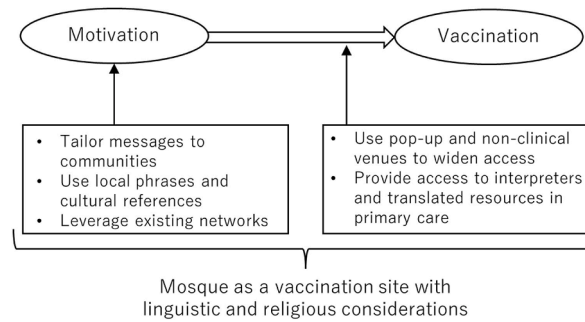 Motivation
Vaccination
• Tailor messages to
communities
• Use local phrases and
cultural references
• Leverage existing networks
• Use pop-up and non-clinical
venues to widen access
• Provide access to interpreters
and translated resources in
primary care
Mosque as a vaccination site with
linguistic and religious considerations